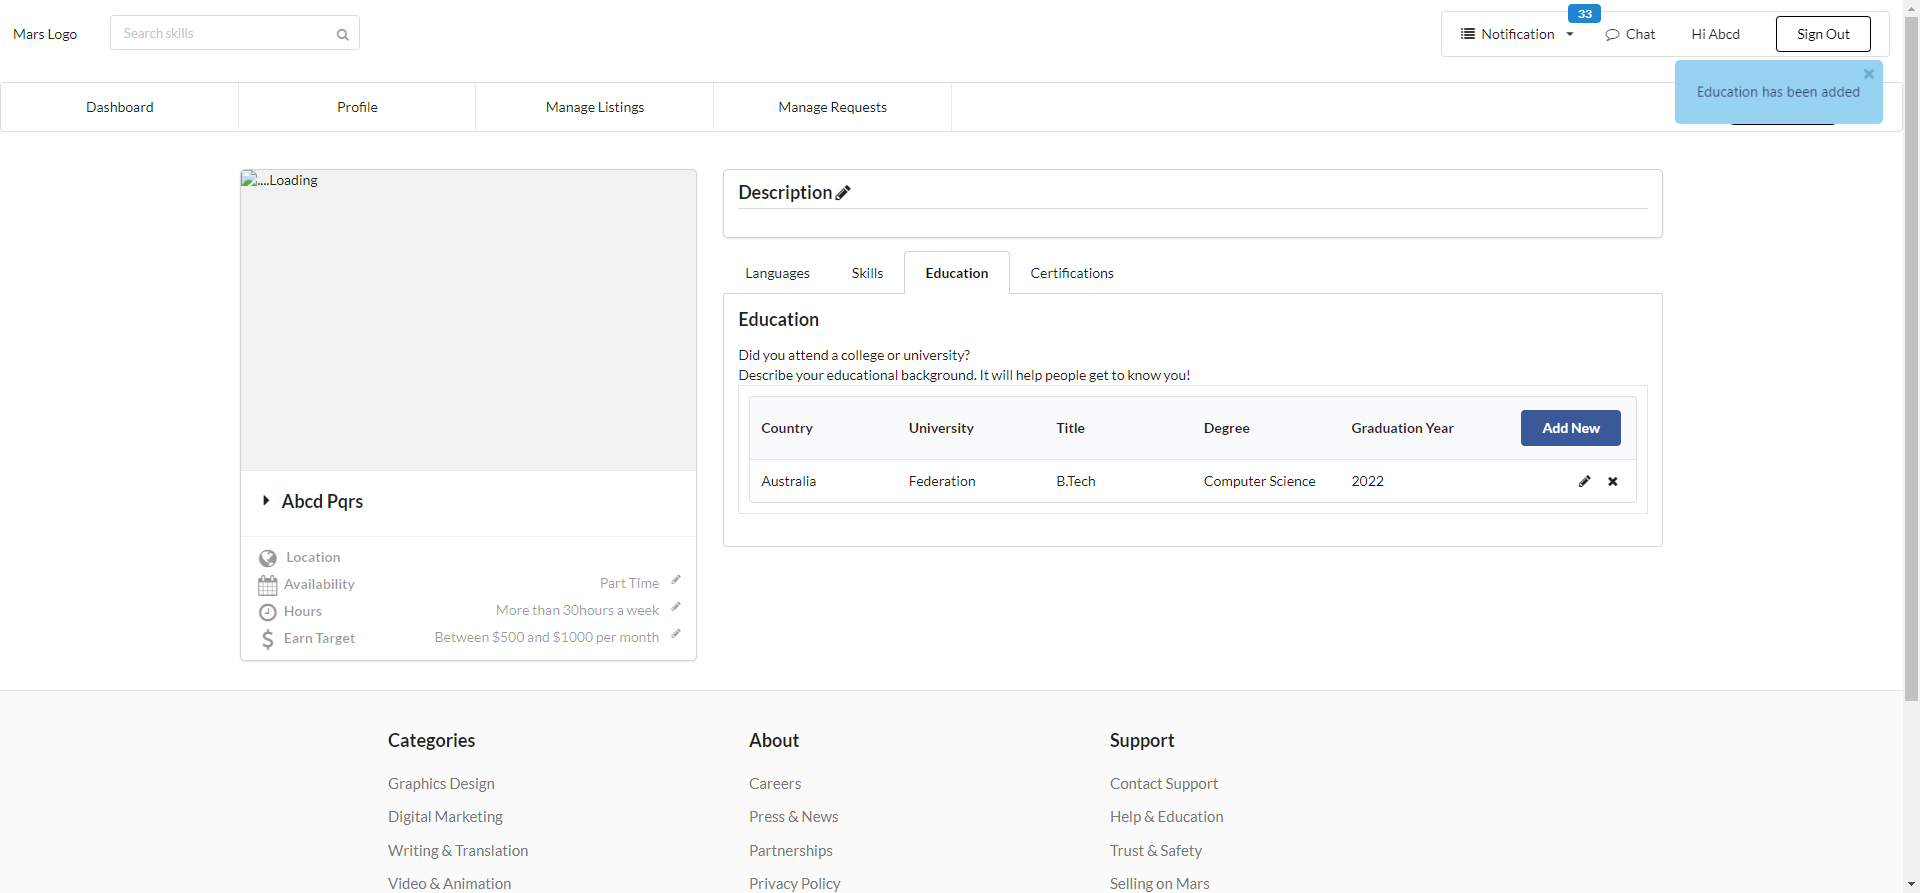 33
Mars Logo
Search skills
Notification
Chat
Hi Abcd
Sign Out
Education has been added
Dashboard
Profile
Manage Listings
Manage Requests
....Loading
Description
Languages
Skills
Education
Certifications
Education
Did you attend a college or university?
Describe your educational background. It will help people get to know you!
Country University Title Degree Graduation Year Add New
Australia Federation B.Tech Computer Science 2022
Abcd Pqrs
Location
Availability Part Time
Hours More than 30hours a week
Earn Target Between $500 and $1000 per month
Categories
Graphics Design
Digital Marketing
Writing & Translation
Video & Animation
About
Careers
Press & News
Partnerships
Privacy Policy
Support
Contact Support
Help & Education
Trust & Safety
Selling on Mars